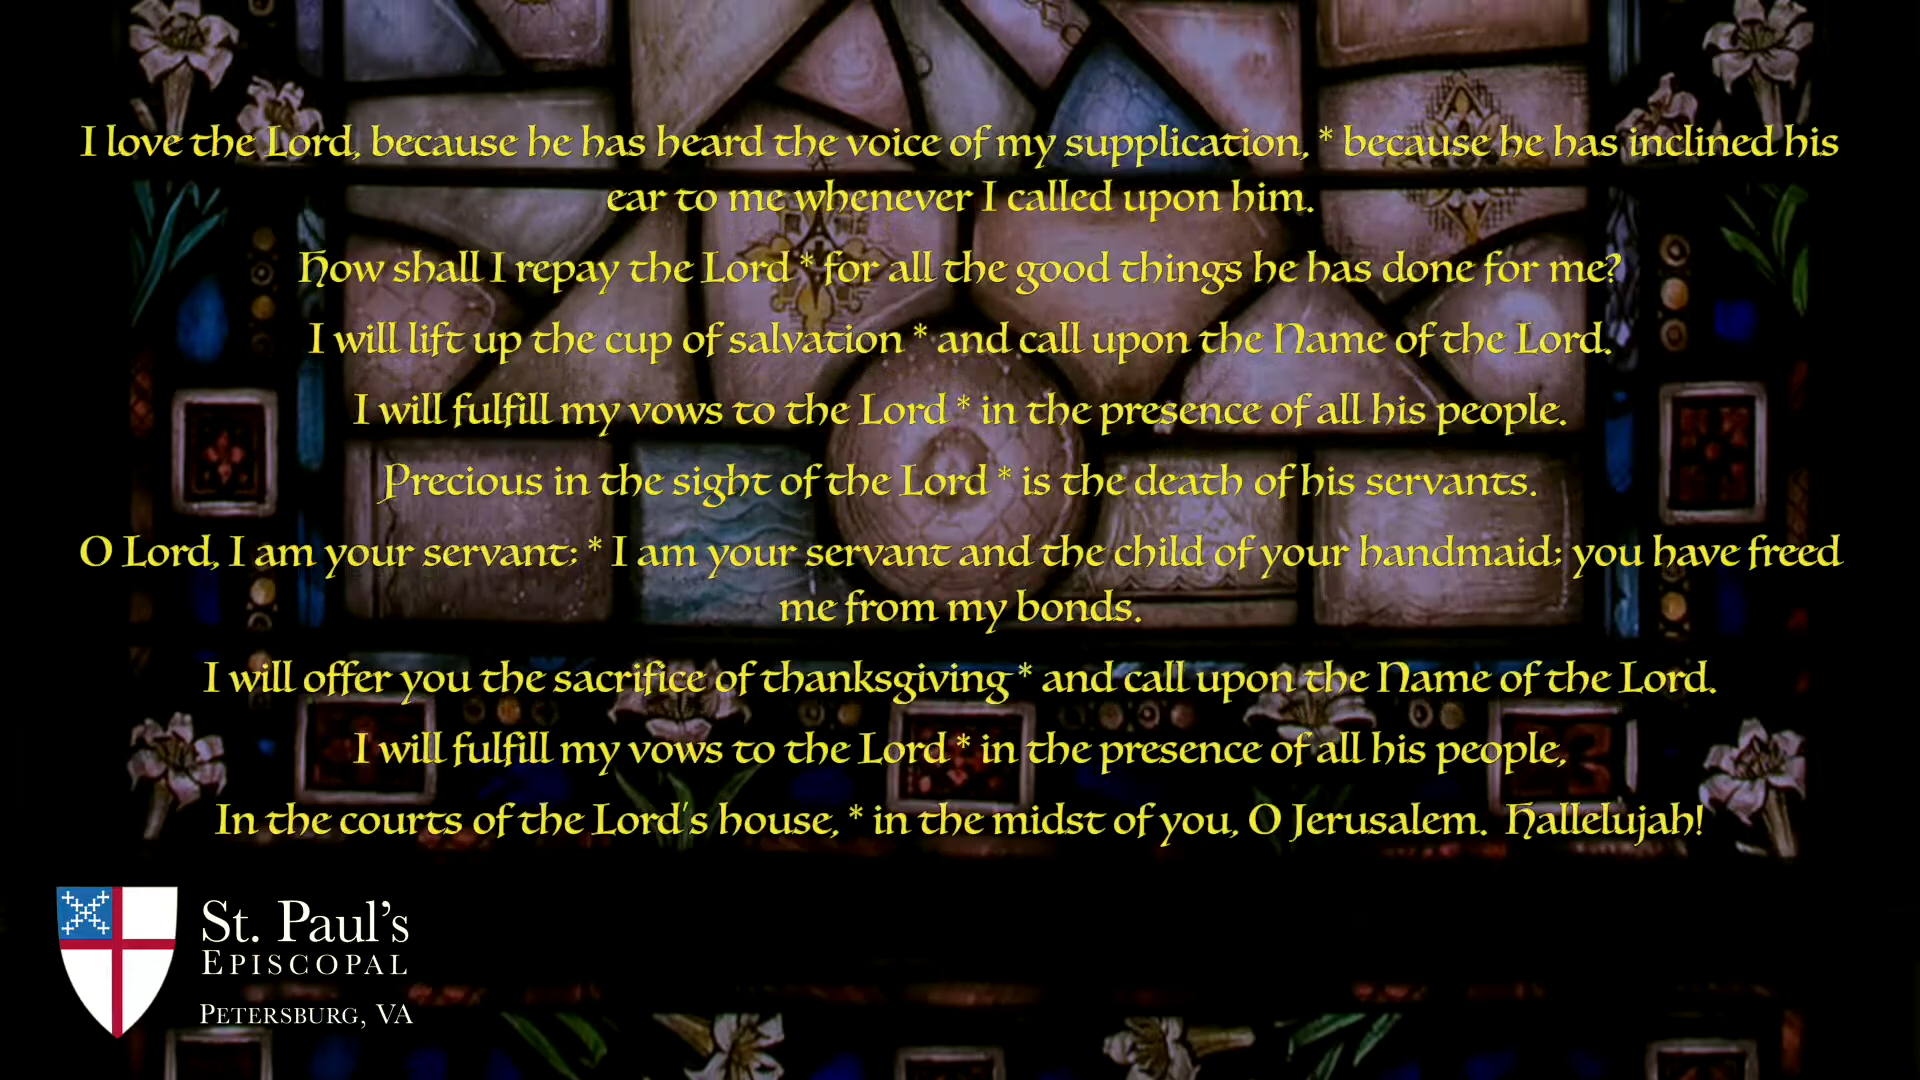 I love the Lord, because he has heard the voice of my supplication, * because he has inclined his
ear to me whenever I called upon him.
How shall I repay the Lord * for all the good things he has done for me?
I will lift up the cup of salvation * and call upon the Name of the Lord.
I will fulfill my vows to the Lord * in the presence of all his people.
Precious in the sight of the Lord * is the death of his servants.
O Lord, I am your servant; * I am your servant and the child of your handmaid; you have freed
me from my bonds.
I will offer you the sacrifice of thanksgiving * and call upon the Name of the Lord.
I will fulfill my vows to the Lord * in the presence of all his people,
In the courts of the Lord's house, * in the midst of you, O Jerusalem. Hallelujah!
St. Paul’s
EPISCOPAL
PETERSBURG, VA